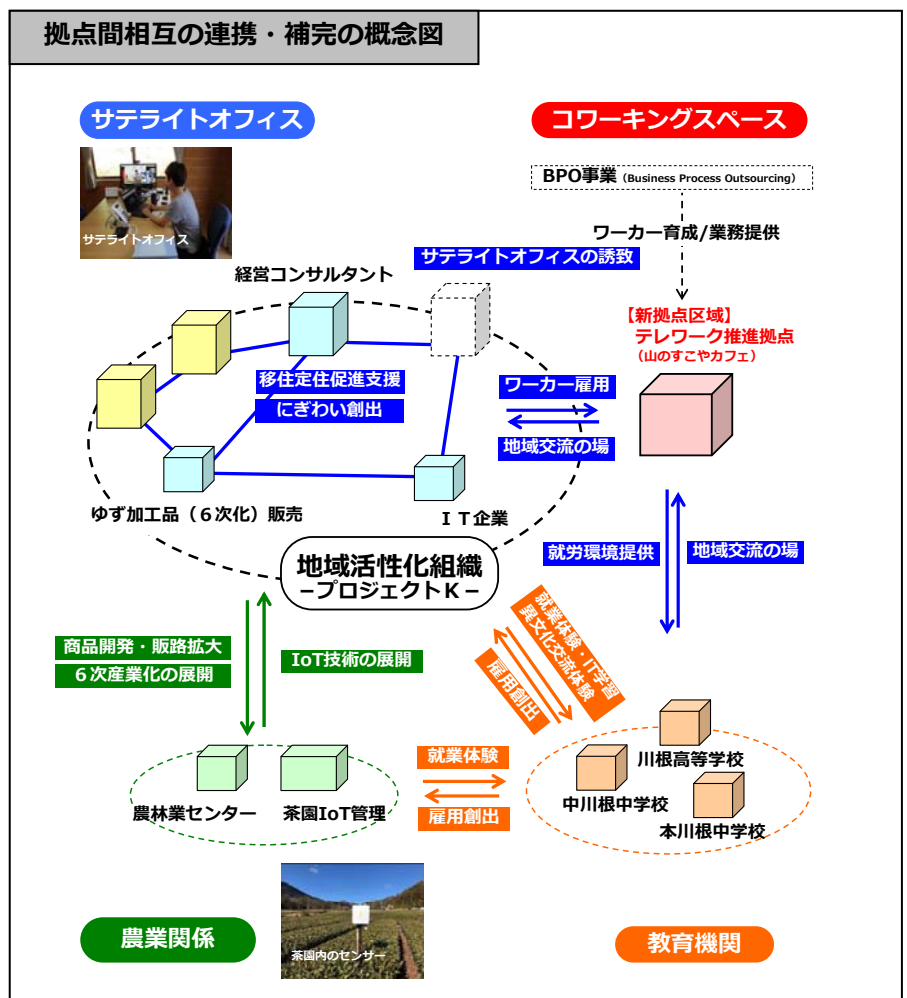 拠点間相互の連携・補完の概念図
サテライトオフィス
コワーキングスペース
サテライトオフィス
BPO事業（Business Process Outsourcing）
ワーカー育成/業務提供
サテライトオフィスの誘致
経営コンサルタント
【新拠点区域】
テレワーク推進拠点
（山のすこやカフェ）
移住定住促進支援
にぎわい創出
ワーカー雇用
地域交流の場
ゆず加工品（６次化）販売
ＩＴ企業
地域活性化組織
－プロジェクトＫ－
就労環境提供
地域交流の場
商品開発・販路拡大
６次産業化の展開
IoT技術の展開
就業体験・IT学習
異文化交流体験
雇用創出
就業体験
雇用創出
農林業センター
茶園IoT管理
川根高等学校
中川根中学校
本川根中学校
農業関係
茶園内のセンサー
教育機関